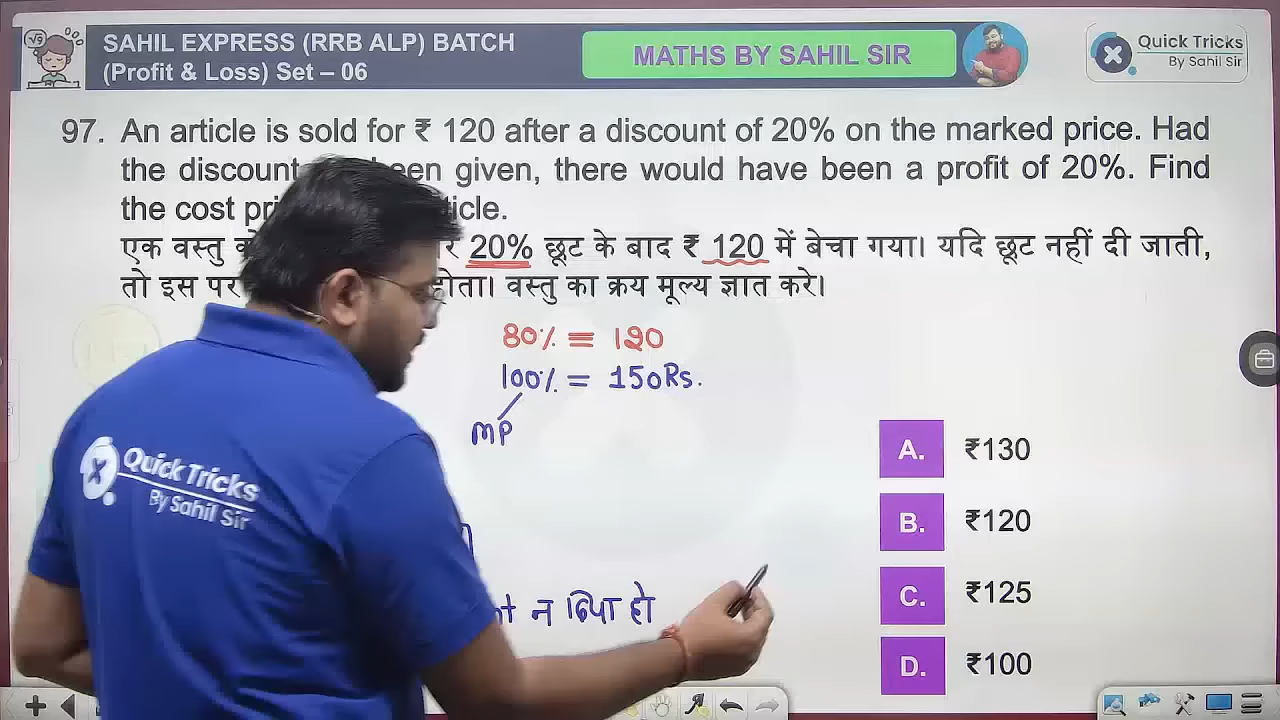 SAHIL EXPRESS (RRB ALP) BATCH
(Profit & Loss) Set – 06
MATHS BY SAHIL SIR
Quick Tricks
By Sahil Sir
97. An article is sold for ₹ 120 after a discount of 20% on the marked price. Had
the discount given, there would have been a profit of 20%. Find
the cost
एक वस्तु 20% छूट के बाद ₹ 120 में बेचा गया। यदि छूट नहीं दी जाती,
तो इस पर होता। वस्तु का क्रय मूल्य ज्ञात करे।
80% = 120
100% = 150Rs.
MP
न दिया हो
A. ₹130
B. ₹120
C. ₹125
D. ₹100
Quick Tricks
By Sahil Sir